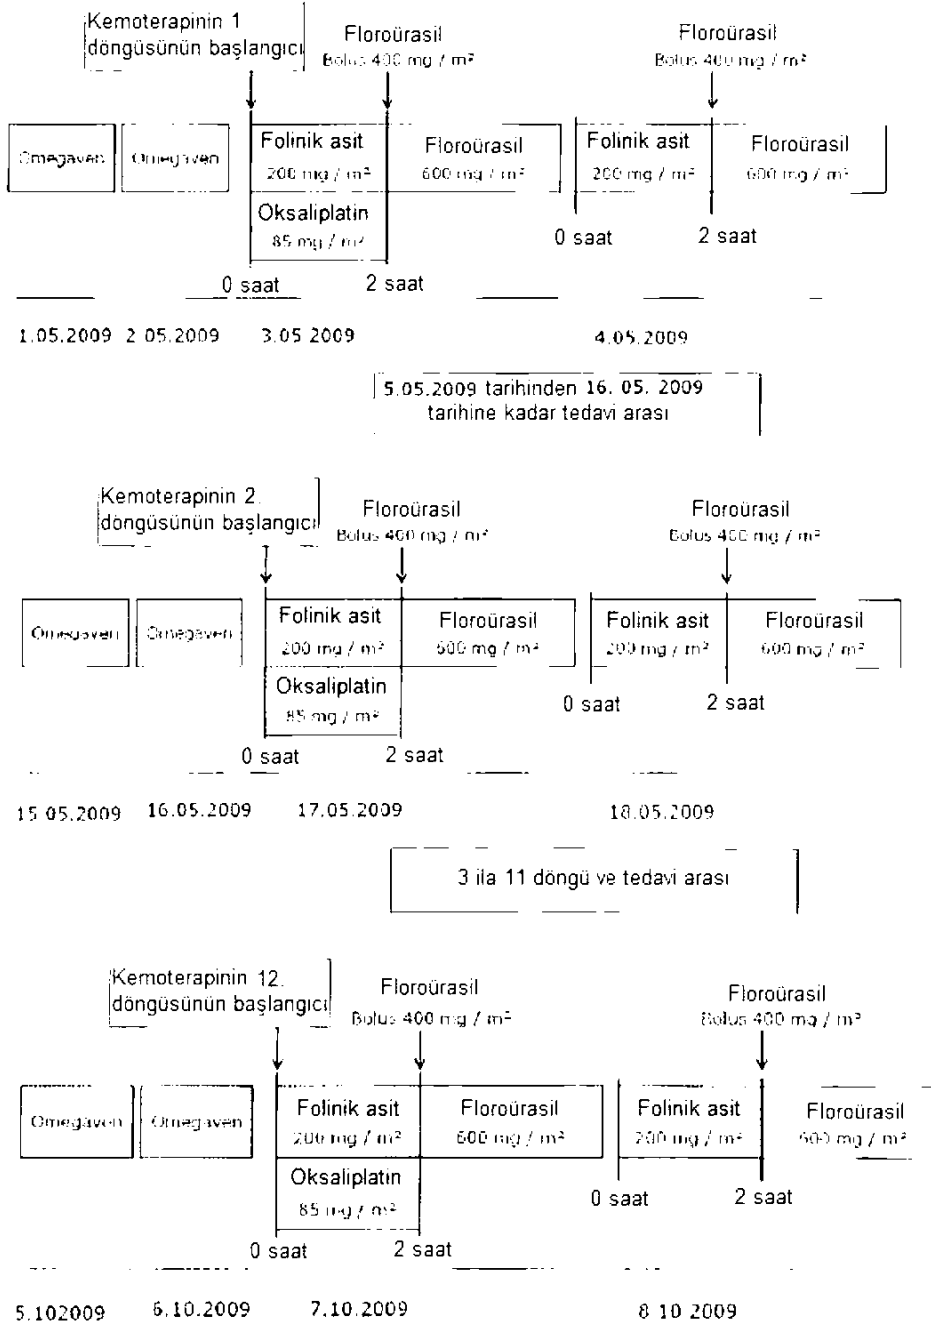 Kemoterapinin 1
döngüsünün başlangıcı
Floroürasil
Bolus 400 mg / m²
Floroürasil
Bolus 400 mg / m²
Omegaven
Omegaven
Folinik asit
200 mg / m²
Floroürasil
600 mg / m²
Folinik asit
200 mg / m²
Floroürasil
600 mg / m²
Oksaliplatin
85 mg / m²
0 saat
2 saat
0 saat
2 saat
1.05.2009
2 05.2009
3.05 2009
4.05.2009
5.05.2009 tarihinden 16. 05. 2009
tarihine kadar tedavi arası
Kemoterapinin 2.
döngüsünün başlangıcı
Floroürasil
Bolus 400 mg / m²
Floroürasil
Bolus 400 mg / m²
Omegaven
Omegaven
Folinik asit
200 mg / m²
Floroürasil
600 mg / m²
Folinik asit
200 mg / m²
Floroürasil
600 mg / m²
Oksaliplatin
85 mg / m²
0 saat
2 saat
0 saat
2 saat
15 05.2009
16.05.2009
17.05.2009
18.05.2009
3 ila 11 döngü ve tedavi arası
Kemoterapinin 12.
döngüsünün başlangıcı
Floroürasil
Bolus 400 mg / m²
Floroürasil
Bolus 400 mg / m²
Omegaven
Omegaven
Folinik asit
200 mg / m²
Floroürasil
600 mg / m²
Folinik asit
200 mg / m²
Floroürasil
600 mg / m²
Oksaliplatin
85 mg / m²
0 saat
2 saat
0 saat
2 saat
5.102009
6.10.2009
7.10.2009
8 10 2009